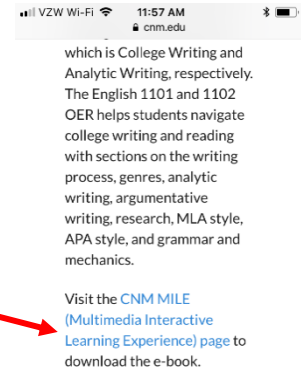 VZW Wi-Fi 11:57 AM
cnm.edu
which is College Writing and
Analytic Writing, respectively.
The English 1101 and 1102
OER helps students navigate
college writing and reading
with sections on the writing
process, genres, analytic
writing, argumentative
writing, research, MLA style,
APA style, and grammar and
mechanics.
Visit the CNM MILE
(Multimedia Interactive
Learning Experience) page to
download the e-book.